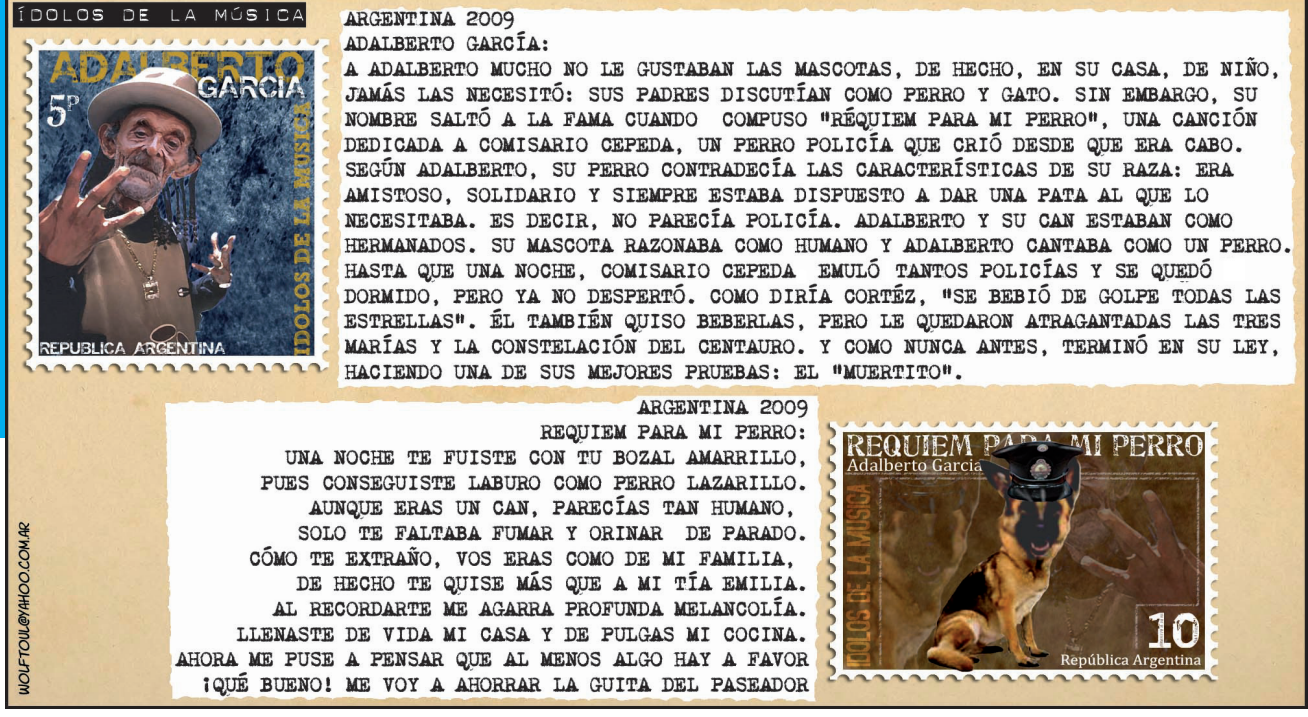 ÍDOLOS DE LA MÚSICA
ADALBERTO
GARCIA
5P
IDOLOS DE LA MUSICA
REPUBLICA ARGENTINA
ARGENTINA 2009
ADALBERTO GARCÍA:
A ADALBERTO MUCHO NO LE GUSTABAN LAS MASCOTAS, DE HECHO, EN SU CASA, DE NIÑO,
JAMÁS LAS NECESITÓ: SUS PADRES DISCUTÍAN COMO PERRO Y GATO. SIN EMBARGO, SU
NOMBRE SALTÓ A LA FAMA CUANDO COMPUSO "RÉQUIEM PARA MI PERRO", UNA CANCIÓN
DEDICADA A COMISARIO CEPEDA, UN PERRO POLICÍA QUE CRIÓ DESDE QUE ERA CABO.
SEGÚN ADALBERTO, SU PERRO CONTRADECÍA LAS CARACTERÍSTICAS DE SU RAZA: ERA
AMISTOSO, SOLIDARIO Y SIEMPRE ESTABA DISPUESTO A DAR UNA PATA AL QUE LO
NECESITABA. ES DECIR, NO PARECÍA POLICÍA. ADALBERTO Y SU CAN ESTABAN COMO
HERMANADOS. SU MASCOTA RAZONABA COMO HUMANO Y ADALBERTO CANTABA COMO UN PERRO.
HASTA QUE UNA NOCHE, COMISARIO CEPEDA EMULÓ TANTOS POLICÍAS Y SE QUEDÓ
DORMIDO, PERO YA NO DESPERTÓ. COMO DIRÍA CORTÉZ, "SE BEBIÓ DE GOLPE TODAS LAS
ESTRELLAS". ÉL TAMBIÉN QUISO BEBERLAS, PERO LE QUEDARON ATRAGANTADAS LAS TRES
MARÍAS Y LA CONSTELACIÓN DEL CENTAURO. Y COMO NUNCA ANTES, TERMINÓ EN SU LEY,
HACIENDO UNA DE SUS MEJORES PRUEBAS: EL "MUERTITO".
ARGENTINA 2009
REQUIEM PARA MI PERRO:
UNA NOCHE TE FUISTE CON TU BOZAL AMARRILLO,
PUES CONSEGUISTE LABURO COMO PERRO LAZARILLO.
AUNQUE ERAS UN CAN, PARECÍAS TAN HUMANO,
SOLO TE FALTABA FUMAR Y ORINAR DE PARADO.
CÓMO TE EXTRAÑO, VOS ERAS COMO DE MI FAMILIA,
DE HECHO TE QUISE MÁS QUE A MI TÍA EMILIA.
AL RECORDARTE ME AGARRA PROFUNDA MELANCOLÍA.
LLENASTE DE VIDA MI CASA Y DE PULGAS MI COCINA.
AHORA ME PUSE A PENSAR QUE AL MENOS ALGO HAY A FAVOR
¡QUÉ BUENO! ME VOY A AHORRAR LA GUITA DEL PASEADOR
REQUIEM PARA MI PERRO
Adalberto Garcia
IDOLOS DE LA MUSICA
10
República Argentina
WOLFTOUL@YAHOO.COM.AR